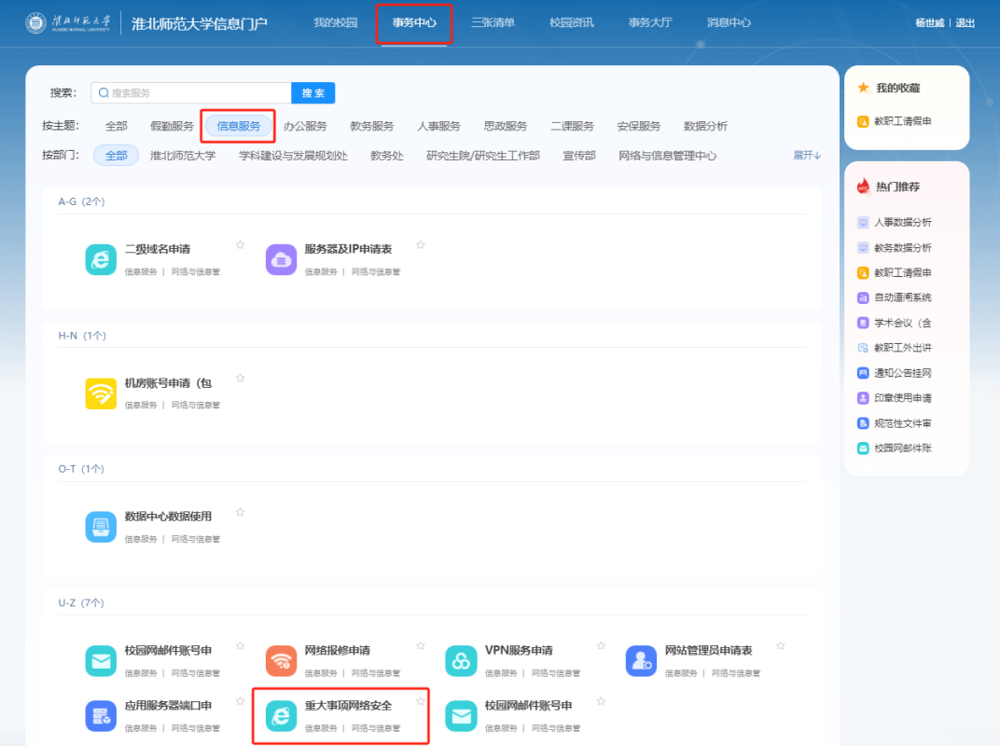 淮北师范大学
HUAIBEI NORMAL UNIVERSITY
淮北师范大学信息门户
我的校园 事务中心 三张清单 校园资讯 事务大厅 消息中心
杨世威 | 退出
搜索: 搜索服务 搜 索
按主题: 全部 假勤服务 信息服务 办公服务 教务服务 人事服务 思政服务 二课服务 安保服务 数据分析
按部门: 全部 淮北师范大学 学科建设与发展规划处 教务处 研究生院/研究生工作部 宣传部 网络与信息管理中心 展开↓
A-G (2个)
二级域名申请
信息服务 | 网络与信息管
服务器及IP申请表
信息服务 | 网络与信息管
H-N (1个)
机房账号申请（包
信息服务 | 网络与信息管
O-T (1个)
数据中心数据使用
信息服务 | 网络与信息管
U-Z (7个)
校园网邮件账号申
信息服务 | 网络与信息管
网络报修申请
信息服务 | 网络与信息管
VPN服务申请
信息服务 | 网络与信息管
网站管理员申请表
信息服务 | 网络与信息管
应用服务器端口申
信息服务 | 网络与信息管
重大事项网络安全
信息服务 | 网络与信息管
校园网邮件账号申
信息服务 | 网络与信息管
我的收藏
教职工请假申
热门推荐
人事数据分析
教务数据分析
教职工请假申
自动道闸系统
学术会议（含
教职工外出讲
通知公告挂网
印章使用申请
规范性文件审
校园网邮件账